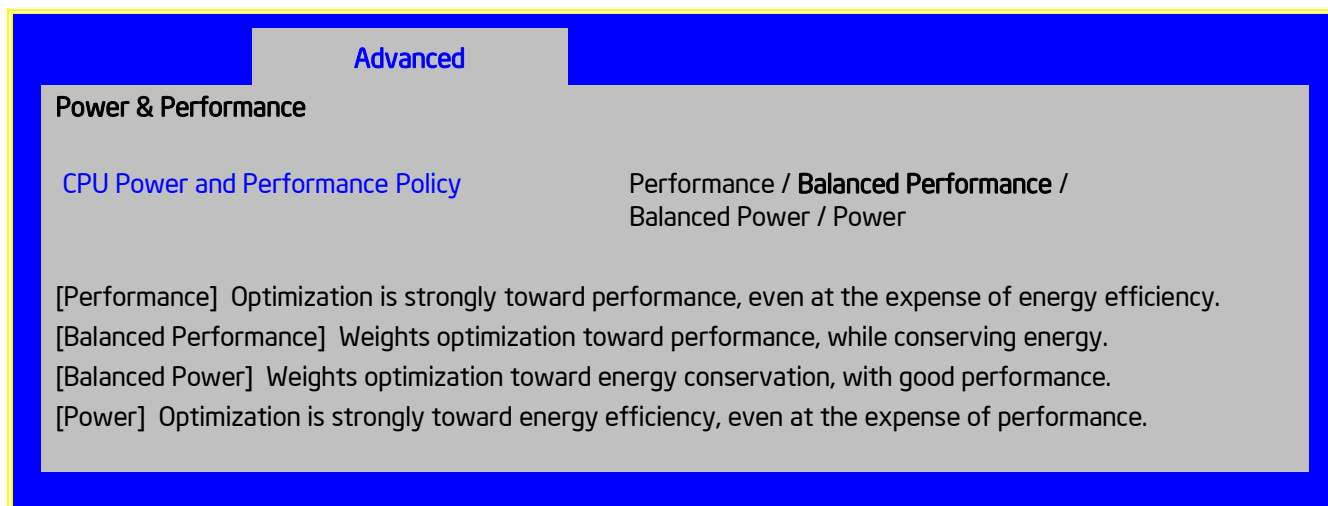 Advanced
Power & Performance
CPU Power and Performance Policy Performance / Balanced Performance /
Balanced Power / Power
[Performance] Optimization is strongly toward performance, even at the expense of energy efficiency.
[Balanced Performance] Weights optimization toward performance, while conserving energy.
[Balanced Power] Weights optimization toward energy conservation, with good performance.
[Power] Optimization is strongly toward energy efficiency, even at the expense of performance.